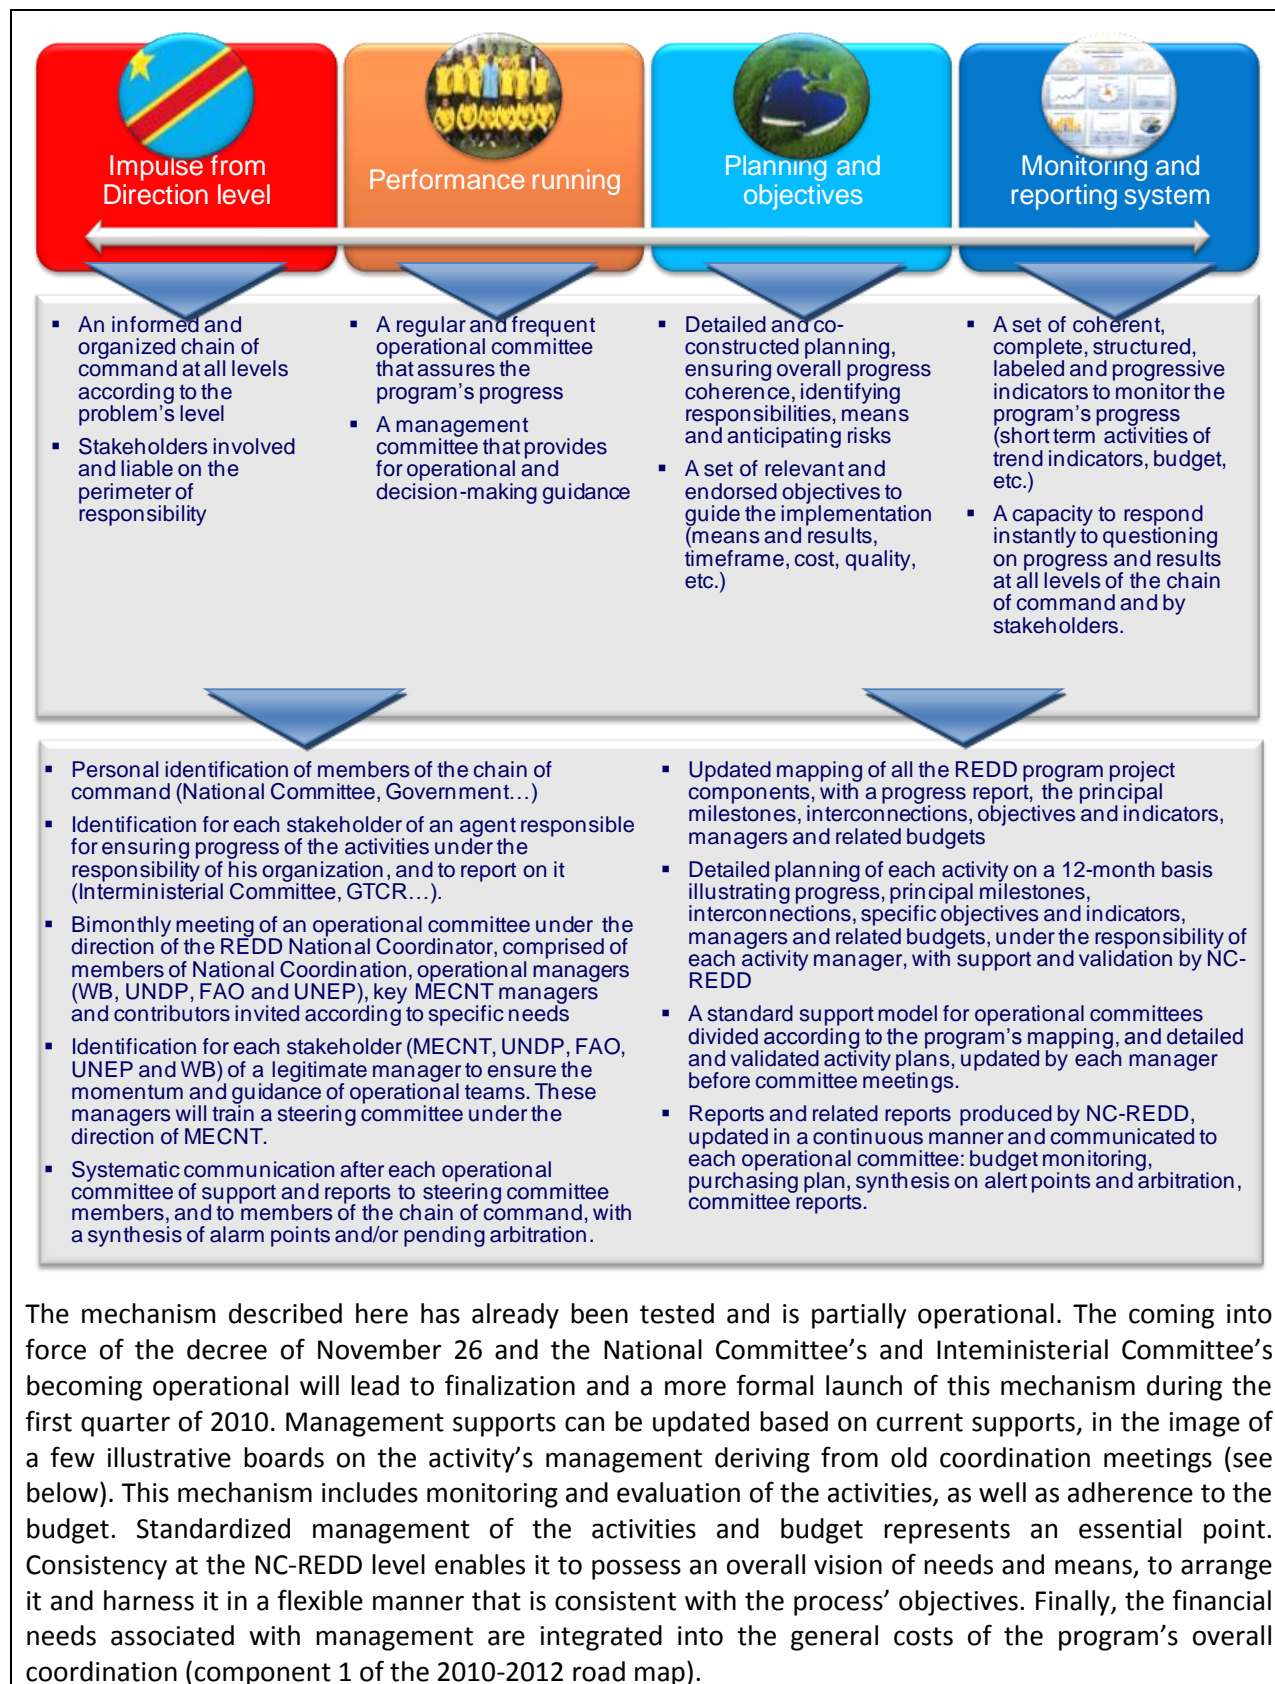 Impulse from
Direction level
Performance running
Planning and
objectives
Monitoring and
reporting system
▪ An informed and
organized chain of
command at all levels
according to the
problem's level
▪ Stakeholders involved
and liable on the
perimeter of
responsibility
▪ A regular and frequent
operational committee
that assures the
program's progress
▪ A management
committee that provides
for operational and
decision-making guidance
▪ Detailed and co-
constructed planning,
ensuring overall progress
coherence, identifying
responsibilities, means
and anticipating risks
▪ A set of relevant and
endorsed objectives to
guide the implementation
(means and results,
timeframe, cost, quality,
etc.)
▪ A set of coherent,
complete, structured,
labeled and progressive
indicators to monitor the
program's progress
(short term activities of
trend indicators, budget,
etc.)
▪ A capacity to respond
instantly to questioning
on progress and results
at all levels of the chain
of command and by
stakeholders.
▪ Personal identification of members of the chain of
command (National Committee, Government…)
▪ Identification for each stakeholder of an agent responsible
for ensuring progress of the activities under the
responsibility of his organization, and to report on it
(Interministerial Committee, GTCR…).
▪ Bimonthly meeting of an operational committee under the
direction of the REDD National Coordinator, comprised of
members of National Coordination, operational managers
(WB, UNDP, FAO and UNEP), key MECNT managers
and contributors invited according to specific needs
▪ Identification for each stakeholder (MECNT, UNDP, FAO,
UNEP and WB) of a legitimate manager to ensure the
momentum and guidance of operational teams. These
managers will train a steering committee under the
direction of MECNT.
▪ Systematic communication after each operational
committee of support and reports to steering committee
members, and to members of the chain of command, with
a synthesis of alarm points and/or pending arbitration.
▪ Updated mapping of all the REDD program project
components, with a progress report, the principal
milestones, interconnections, objectives and indicators,
managers and related budgets
▪ Detailed planning of each activity on a 12-month basis
illustrating progress, principal milestones,
interconnections, specific objectives and indicators,
managers and related budgets, under the responsibility of
each activity manager, with support and validation by NC-
REDD
▪ A standard support model for operational committees
divided according to the program's mapping, and detailed
and validated activity plans, updated by each manager
before committee meetings.
▪ Reports and related reports produced by NC-REDD,
updated in a continuous manner and communicated to
each operational committee: budget monitoring,
purchasing plan, synthesis on alert points and arbitration,
committee reports.
The mechanism described here has already been tested and is partially operational. The coming into
force of the decree of November 26 and the National Committee's and Inteministerial Committee's
becoming operational will lead to finalization and a more formal launch of this mechanism during the
first quarter of 2010. Management supports can be updated based on current supports, in the image of
a few illustrative boards on the activity's management deriving from old coordination meetings (see
below). This mechanism includes monitoring and evaluation of the activities, as well as adherence to the
budget. Standardized management of the activities and budget represents an essential point.
Consistency at the NC-REDD level enables it to possess an overall vision of needs and means, to arrange
it and harness it in a flexible manner that is consistent with the process' objectives. Finally, the financial
needs associated with management are integrated into the general costs of the program's overall
coordination (component 1 of the 2010-2012 road map).